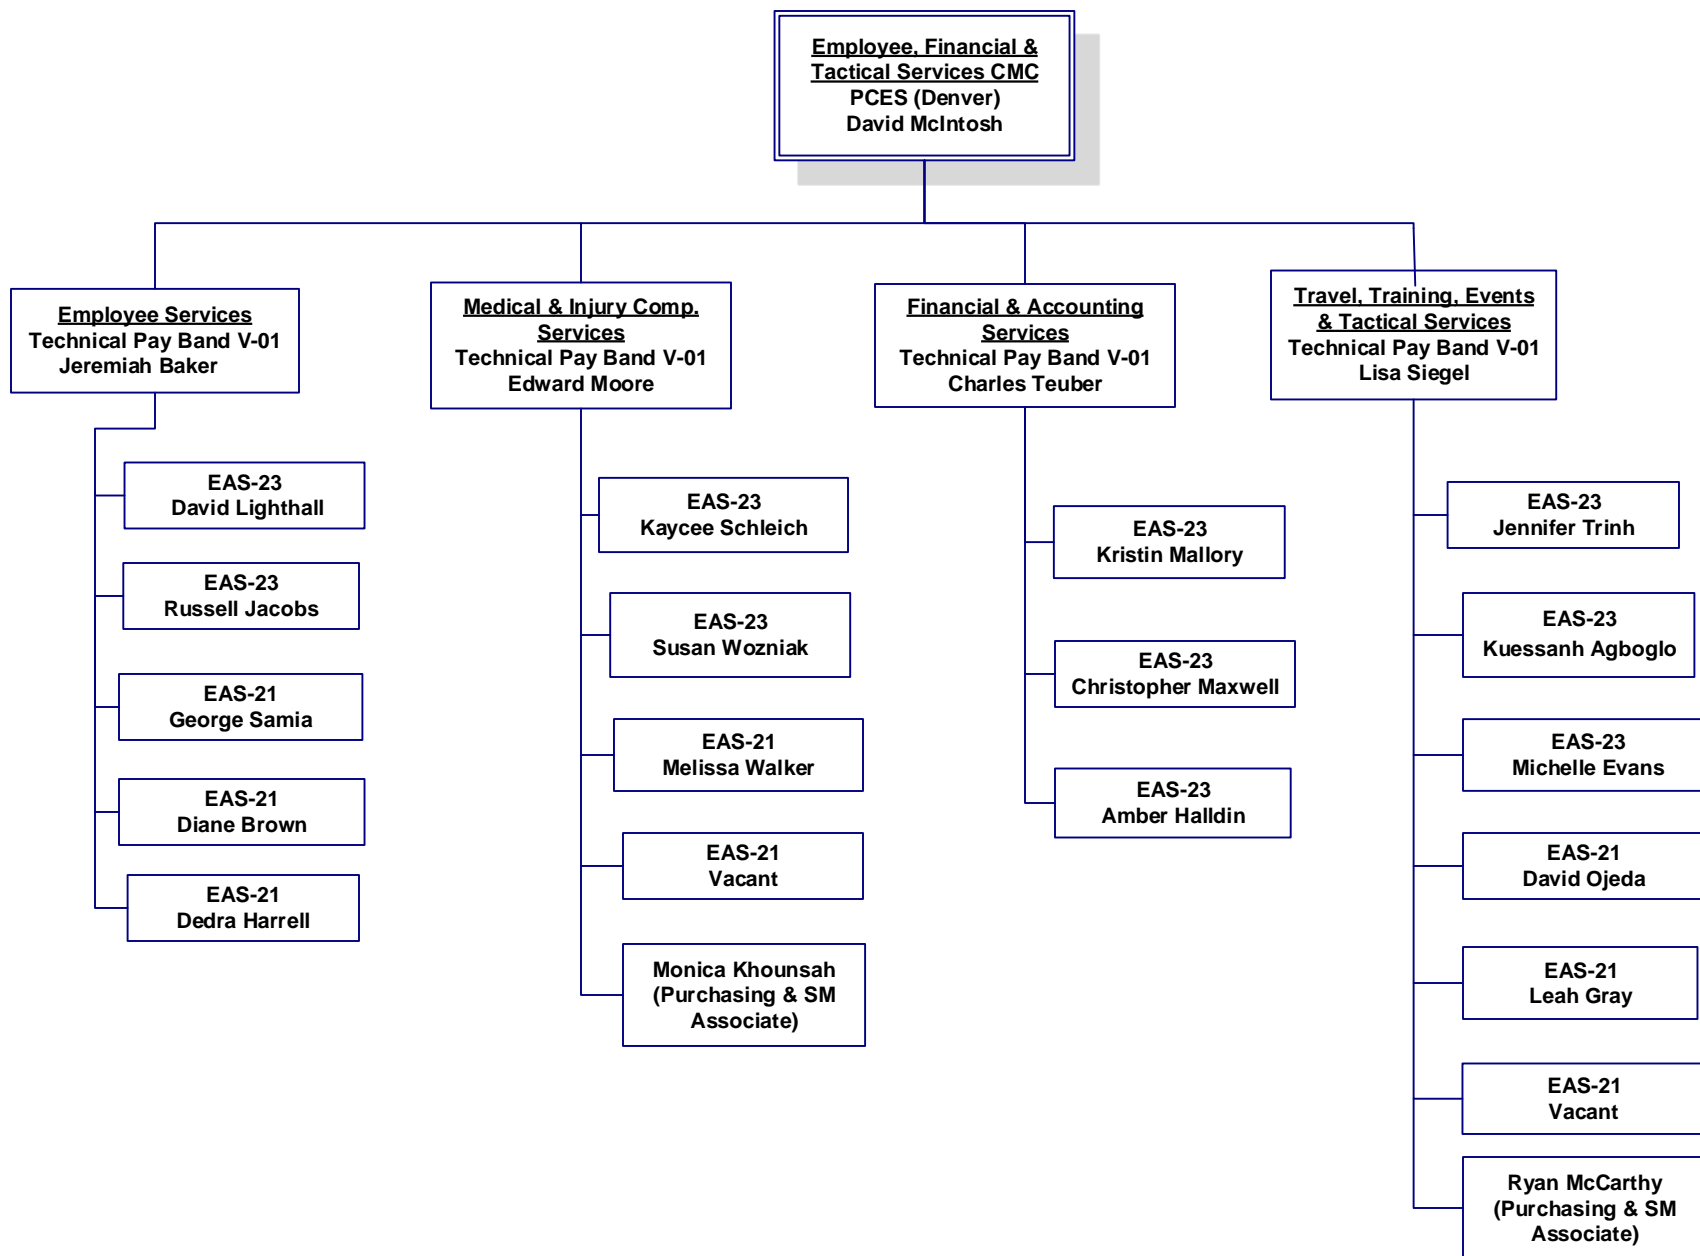 Employee, Financial &
Tactical Services CMC
PCES (Denver)
David McIntosh
Employee Services
Technical Pay Band V-01
Jeremiah Baker
EAS-23
David Lighthall
EAS-23
Russell Jacobs
EAS-21
George Samia
EAS-21
Diane Brown
EAS-21
Dedra Harrell
Medical & Injury Comp.
Services
Technical Pay Band V-01
Edward Moore
EAS-23
Kaycee Schleich
EAS-23
Susan Wozniak
EAS-21
Melissa Walker
EAS-21
Vacant
Monica Khounsah
(Purchasing & SM
Associate)
Financial & Accounting
Services
Technical Pay Band V-01
Charles Teuber
EAS-23
Kristin Mallory
EAS-23
Christopher Maxwell
EAS-23
Amber Halldin
Travel, Training, Events
& Tactical Services
Technical Pay Band V-01
Lisa Siegel
EAS-23
Jennifer Trinh
EAS-23
Kuessanh Agboglo
EAS-23
Michelle Evans
EAS-21
David Ojeda
EAS-21
Leah Gray
EAS-21
Vacant
Ryan McCarthy
(Purchasing & SM
Associate)